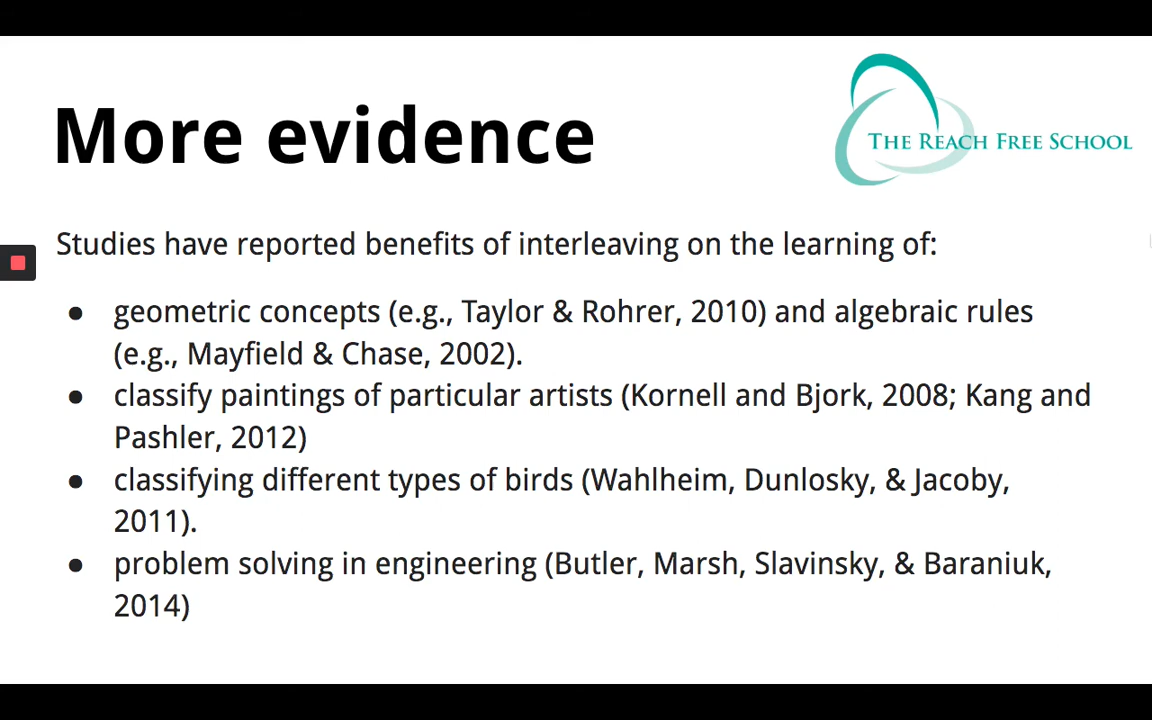 More evidence
THE REACH FREE SCHOOL
Studies have reported benefits of interleaving on the learning of:
● geometric concepts (e.g., Taylor & Rohrer, 2010) and algebraic rules
(e.g., Mayfield & Chase, 2002).
● classify paintings of particular artists (Kornell and Bjork, 2008; Kang and
Pashler, 2012)
● classifying different types of birds (Wahlheim, Dunlosky, & Jacoby,
2011).
● problem solving in engineering (Butler, Marsh, Slavinsky, & Baraniuk,
2014)